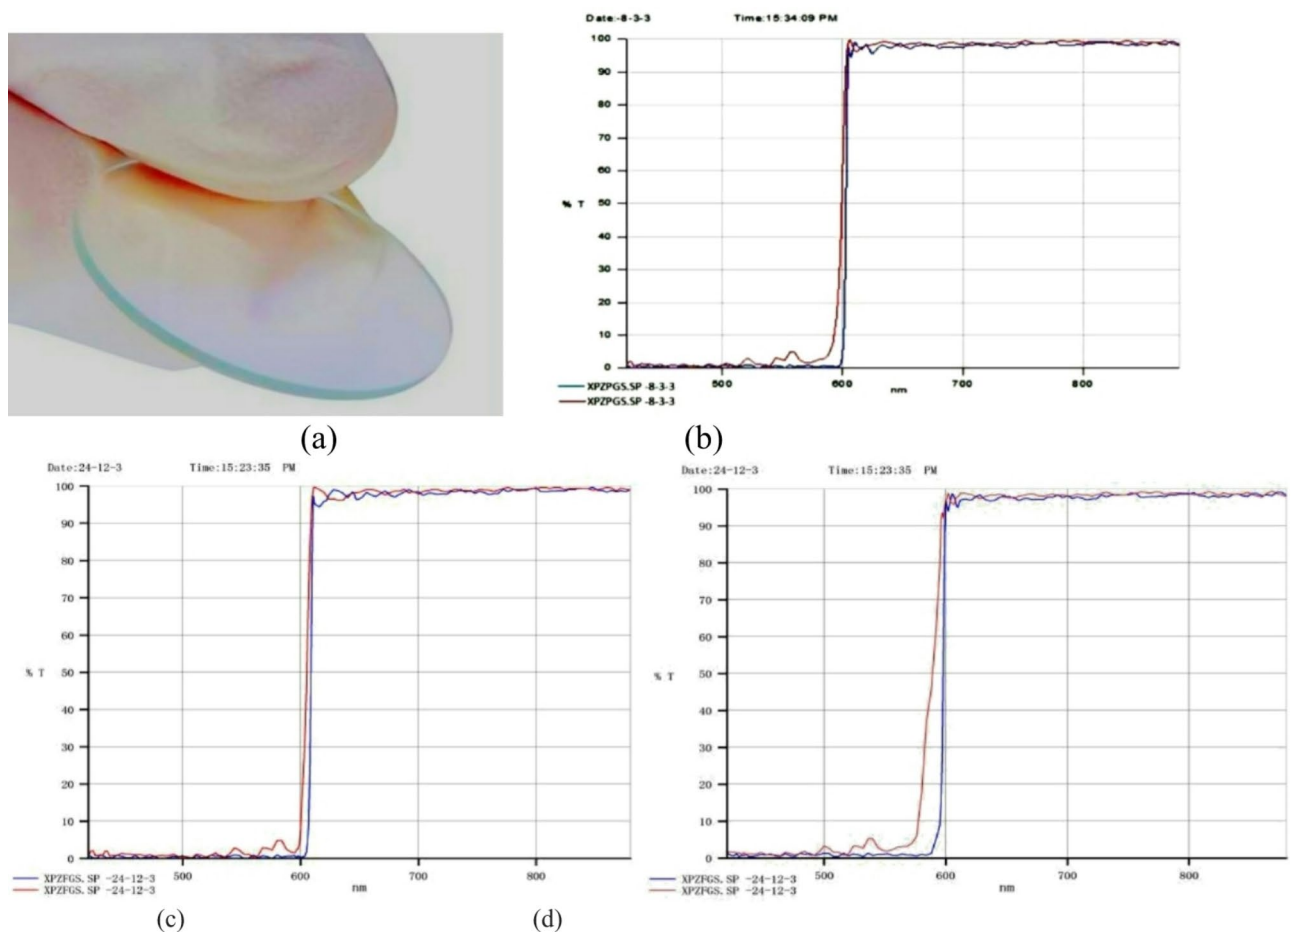 Date:-8-3-3 Time:15:34:09 PM
100
90
80
70
60
50
% T
40
30
20
10
0
500 600 700 800
nm
XPZPGS.SP -8-3-3
XPZPGS.SP -8-3-3
(a) (b)
Date:24-12-3 Time:15:23:35 PM
100
90
80
70
60
50
% T
40
30
20
10
0
500 600 700 800
nm
XPZFGS.SP -24-12-3
XPZFGS.SP -24-12-3
Date:24-12-3 Time:15:23:35 PM
100
90
80
70
60
50
% T
40
30
20
10
0
500 600 700 800
nm
XPZFGS.SP -24-12-3
XPZFGS.SP -24-12-3
(c) (d)